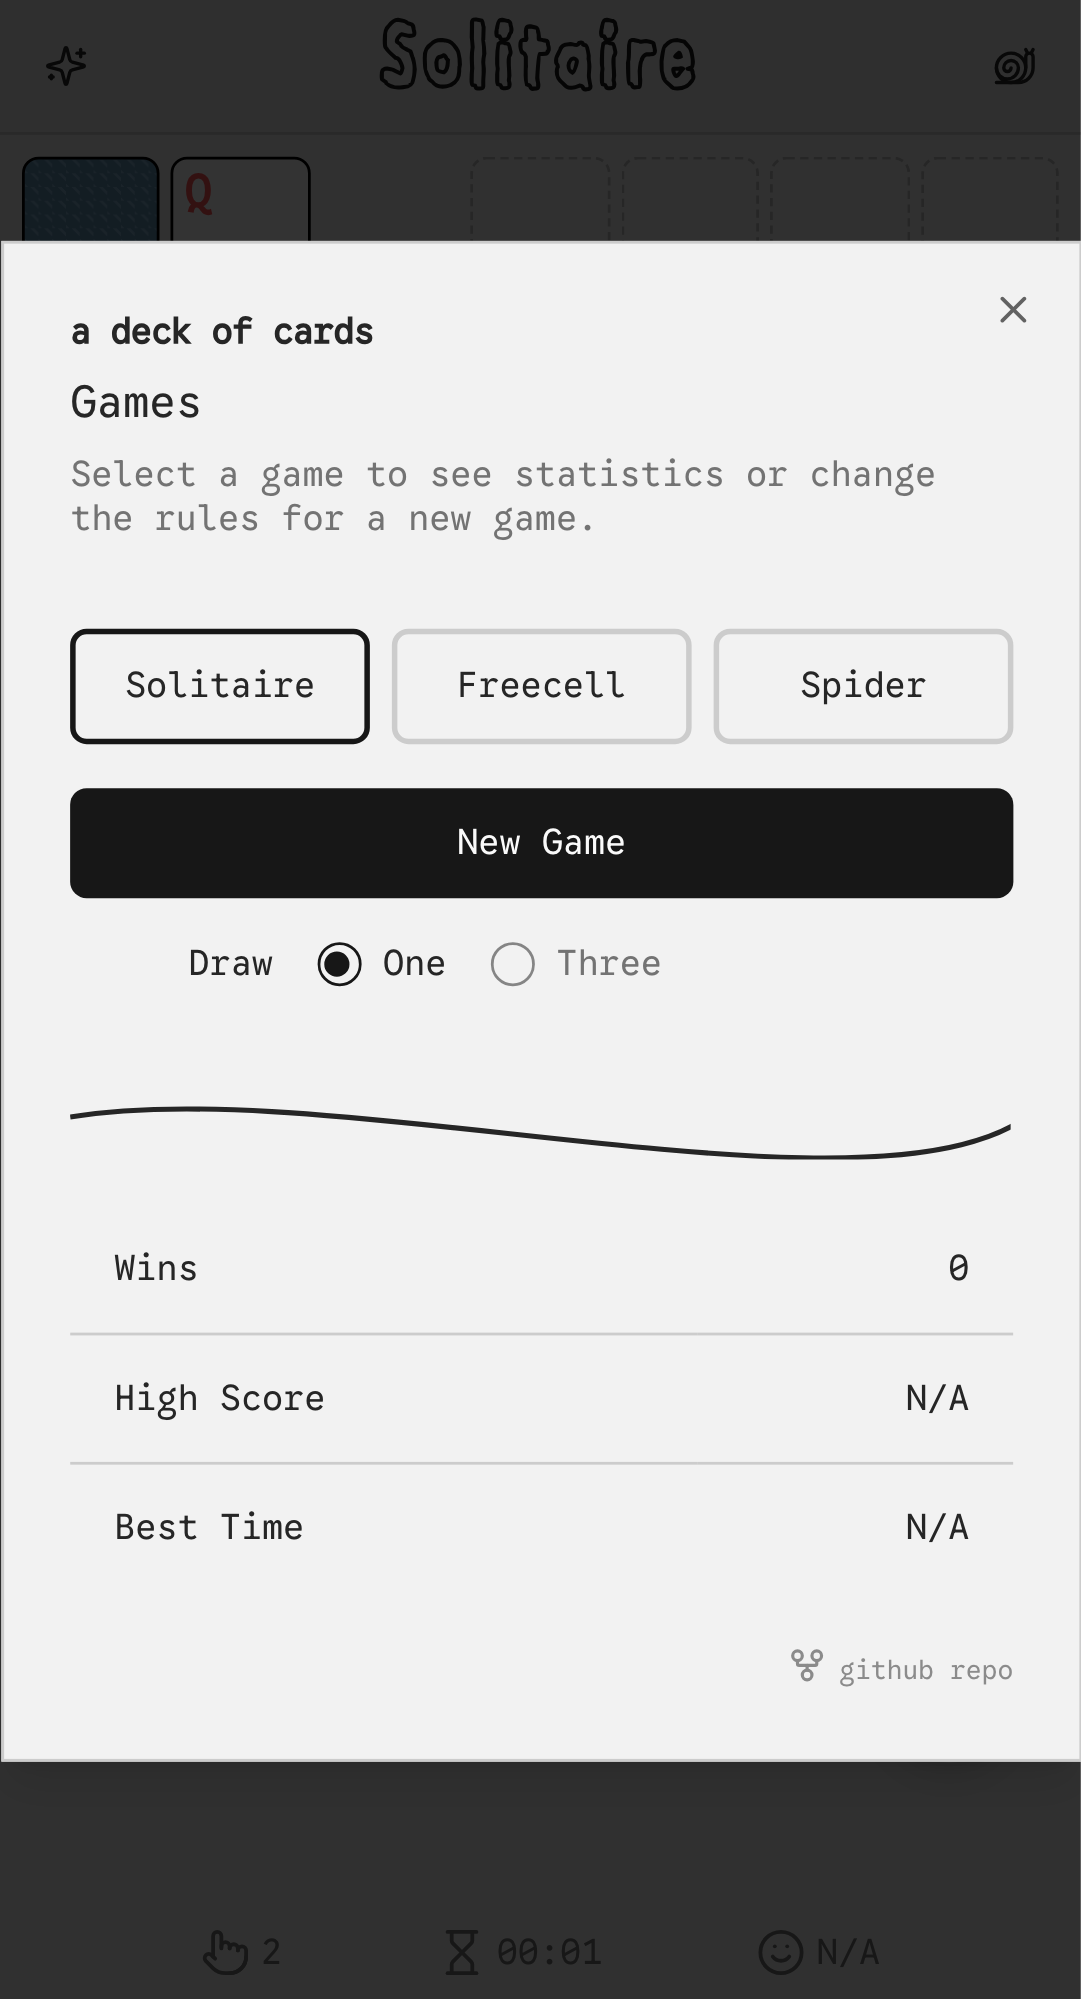 Solitaire
Q
a deck of cards
Games
Select a game to see statistics or change
the rules for a new game.
Solitaire Freecell Spider
New Game
Draw One Three
Wins 0
High Score N/A
Best Time N/A
github repo
2 00:01 N/A